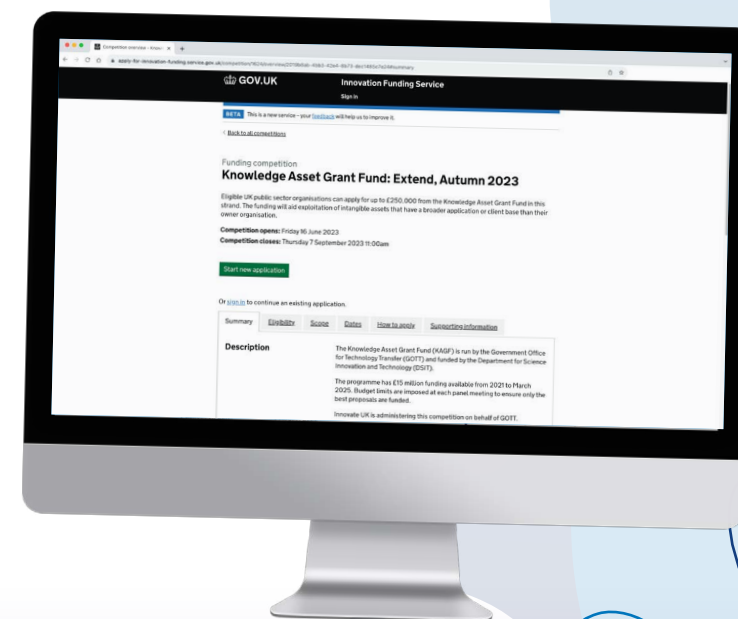 Competition overview - Know
GOV.UK
Innovation Funding Service
Sign in
BETA This is a new service – your feedback will help us to improve it.
< Back to all competitions
Funding competition
Knowledge Asset Grant Fund: Extend, Autumn 2023
Eligible UK public sector organisations can apply for up to £250,000 from the Knowledge Asset Grant Fund in this
strand. The funding will aid exploitation of intangible assets that have a broader application or client base than their
owner organisation.
Competition opens: Friday 16 June 2023
Competition closes: Thursday 7 September 2023 11:00am
Start new application
Or sign in to continue an existing application.
Summary Eligibility Scope Dates How to apply Supporting information
Description
The Knowledge Asset Grant Fund (KAGF) is run by the Government Office
for Technology Transfer (GOTT) and funded by the Department for Science
Innovation and Technology (DSIT).
The programme has £15 million funding available from 2021 to March
2025. Budget limits are imposed at each panel meeting to ensure only the
best proposals are funded.
Innovate UK is administering this competition on behalf of GOTT.